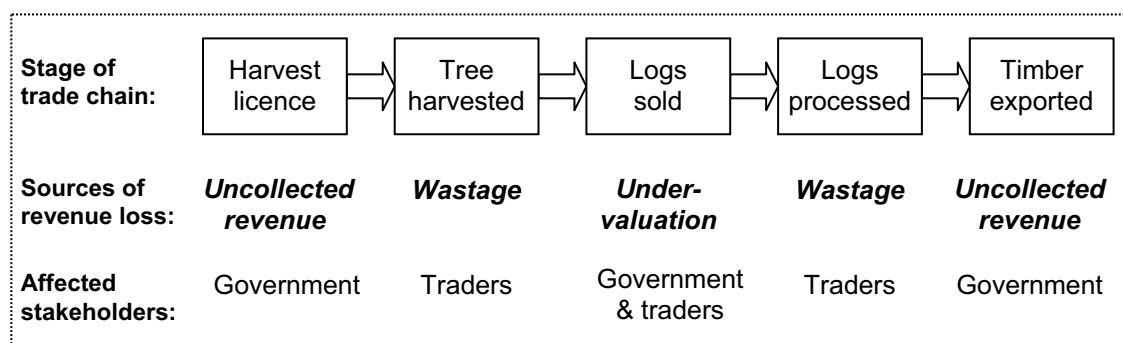 Stage of
trade chain:
Harvest
licence
Tree
harvested
Logs
sold
Logs
processed
Timber
exported
Sources of
revenue loss:
Uncollected
revenue
Wastage
Under-
valuation
Wastage
Uncollected
revenue
Affected
stakeholders:
Government
Traders
Government
& traders
Traders
Government